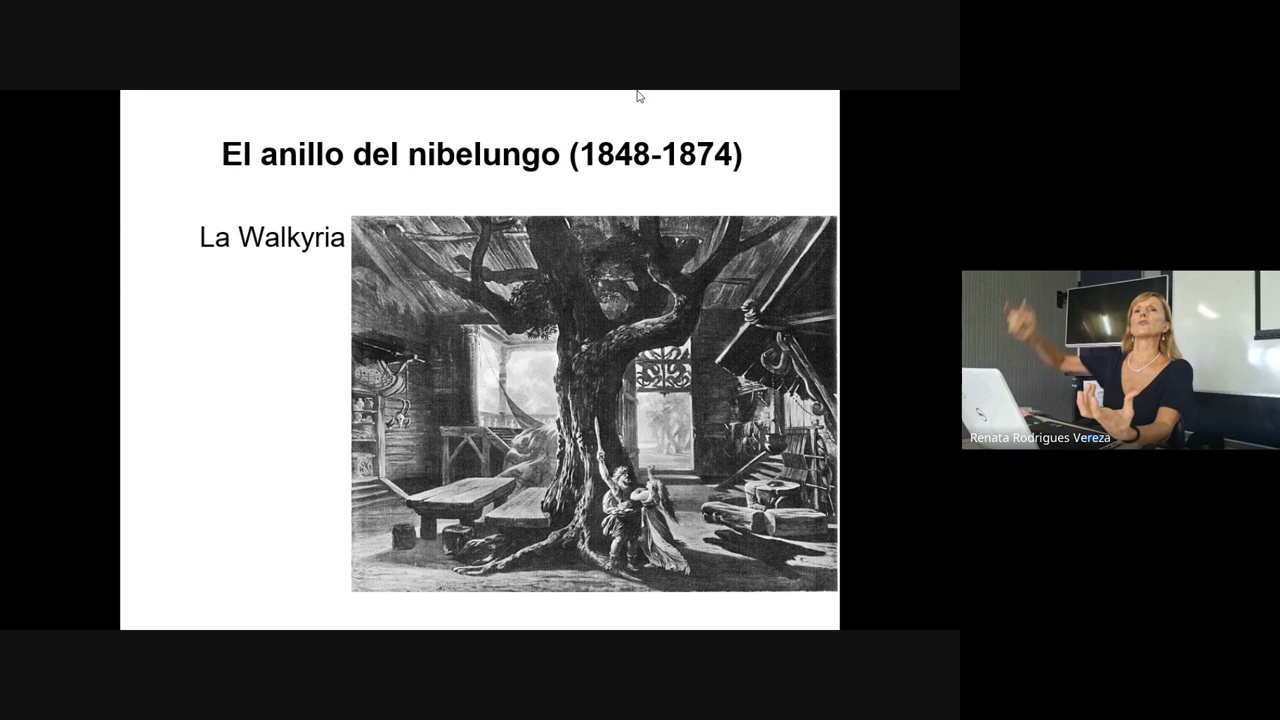 El anillo del nibelungo (1848-1874)
La Walkyria
Renata Rodrigues Vereza